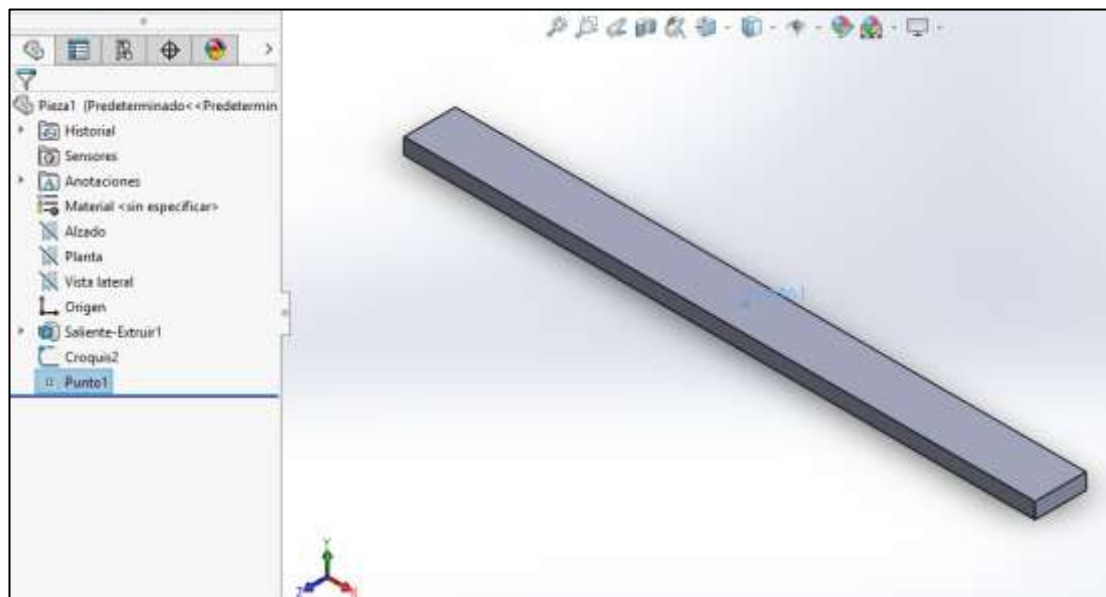 Pieza1 (Predeterminado<<Predetermin
Historial
Sensores
Anotaciones
Material <sin especificar>
Alzado
Planta
Vista lateral
Origen
Saliente-Extruir1
Croquis2
Punto1
Y
Z
X